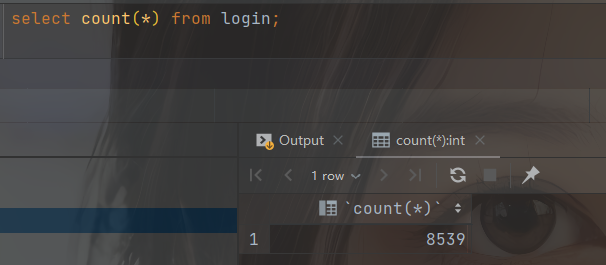 select count(*) from login;
Output
count(*):int
1 row
`count(*)`
1
8539